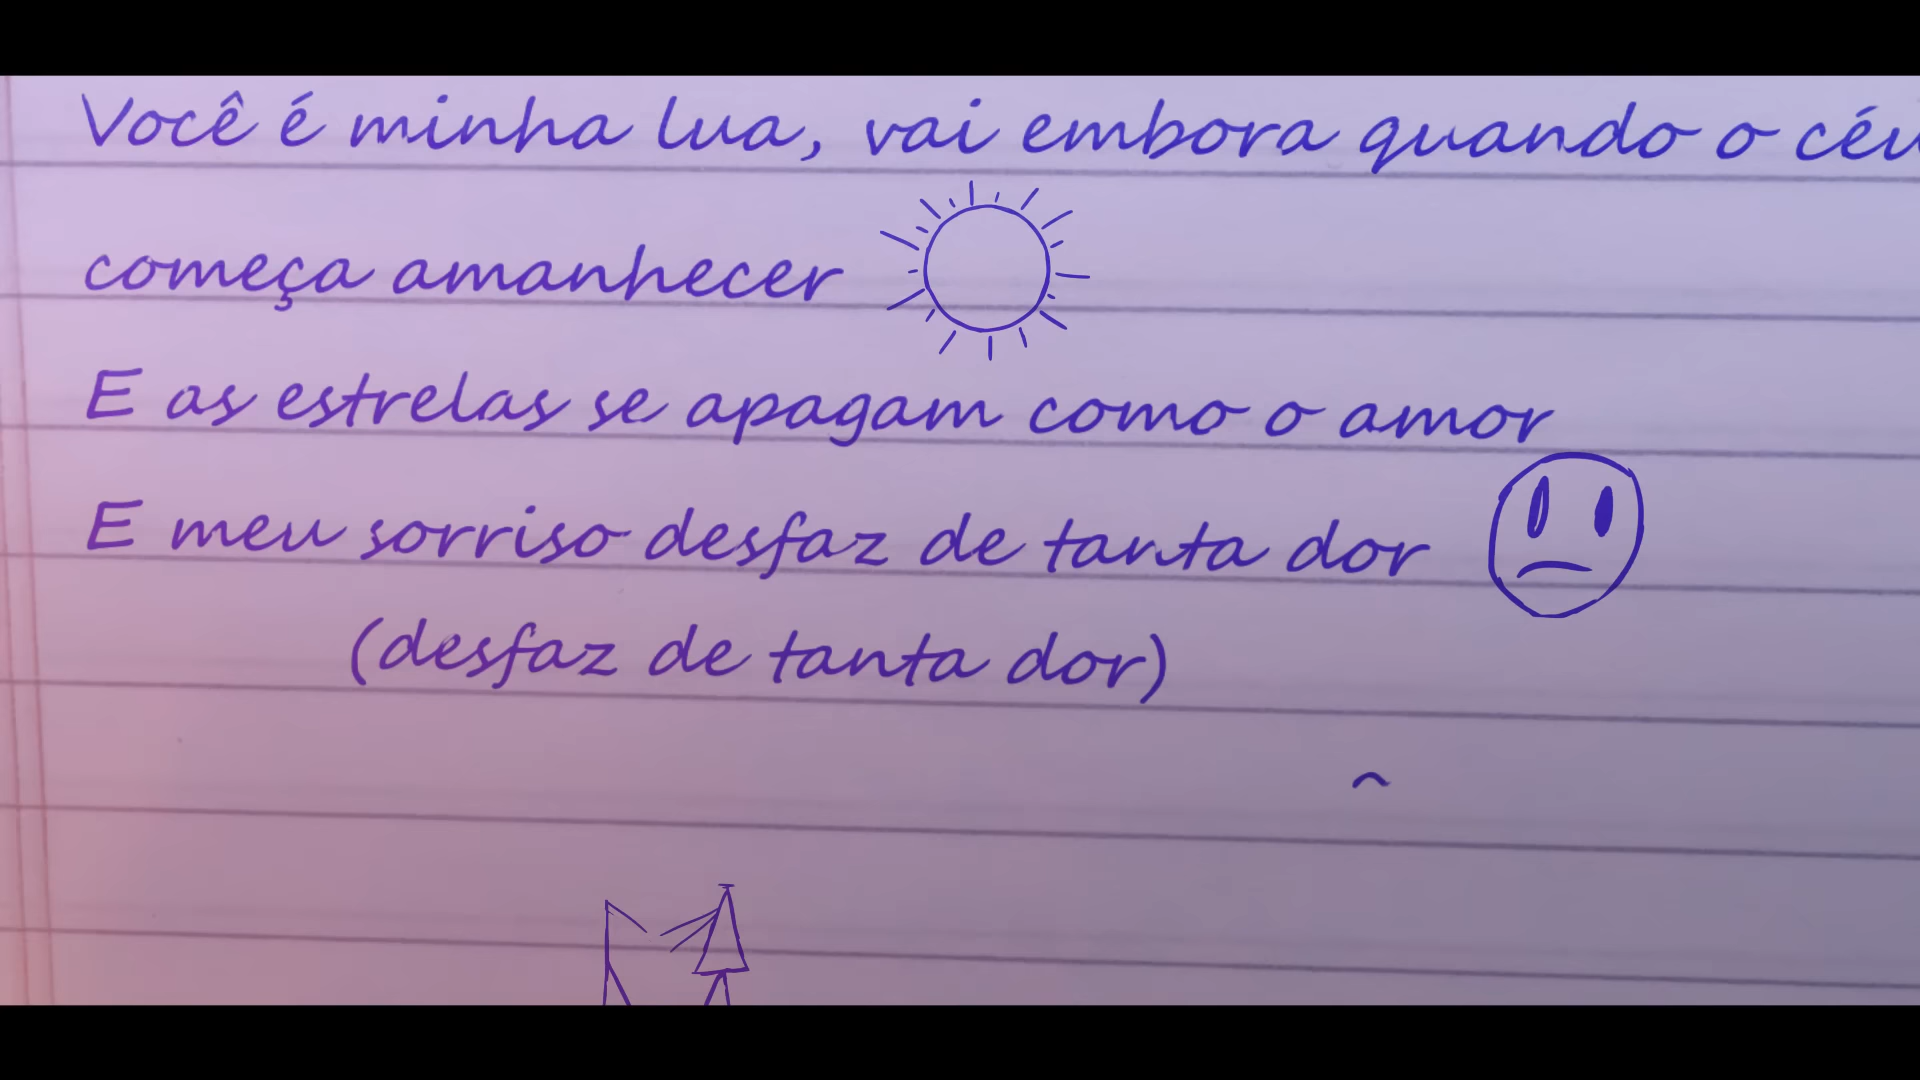 Você é minha lua, vai embora quando o céu
começa amanhecer
E as estrelas se apagam como o amor
E meu sorriso desfaz de tanta dor
(desfaz de tanta dor)